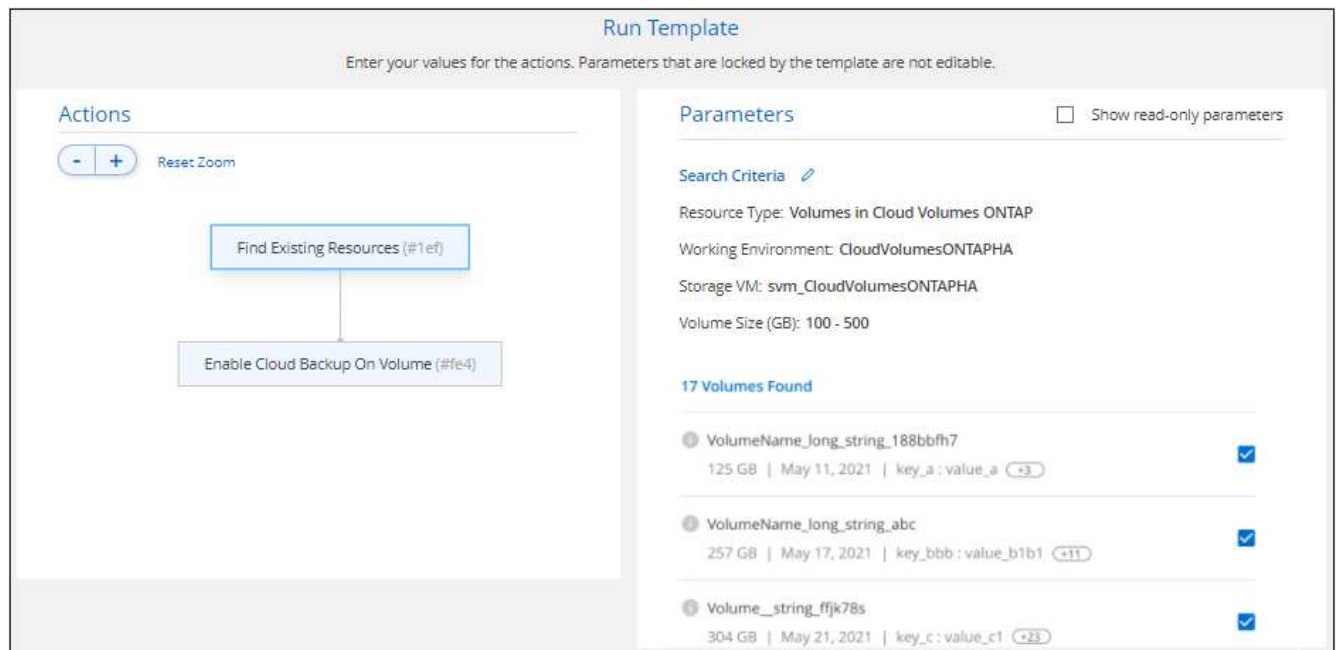 Run Template
Enter your values for the actions. Parameters that are locked by the template are not editable.
Actions
- +
Reset Zoom
Find Existing Resources (#1ef)
Enable Cloud Backup On Volume (#fe4)
Parameters
Show read-only parameters
Search Criteria
Resource Type: Volumes in Cloud Volumes ONTAP
Working Environment: CloudVolumesONTAPHA
Storage VM: svm_CloudVolumesONTAPHA
Volume Size (GB): 100 - 500
17 Volumes Found
VolumeName_long_string_188bbfh7
125 GB | May 11, 2021 | key_a : value_a +3
VolumeName_long_string_abc
257 GB | May 17, 2021 | key_bbb : value_b1b1 +11
Volume__string_ffjk78s
304 GB | May 21, 2021 | key_c : value_c1 +23